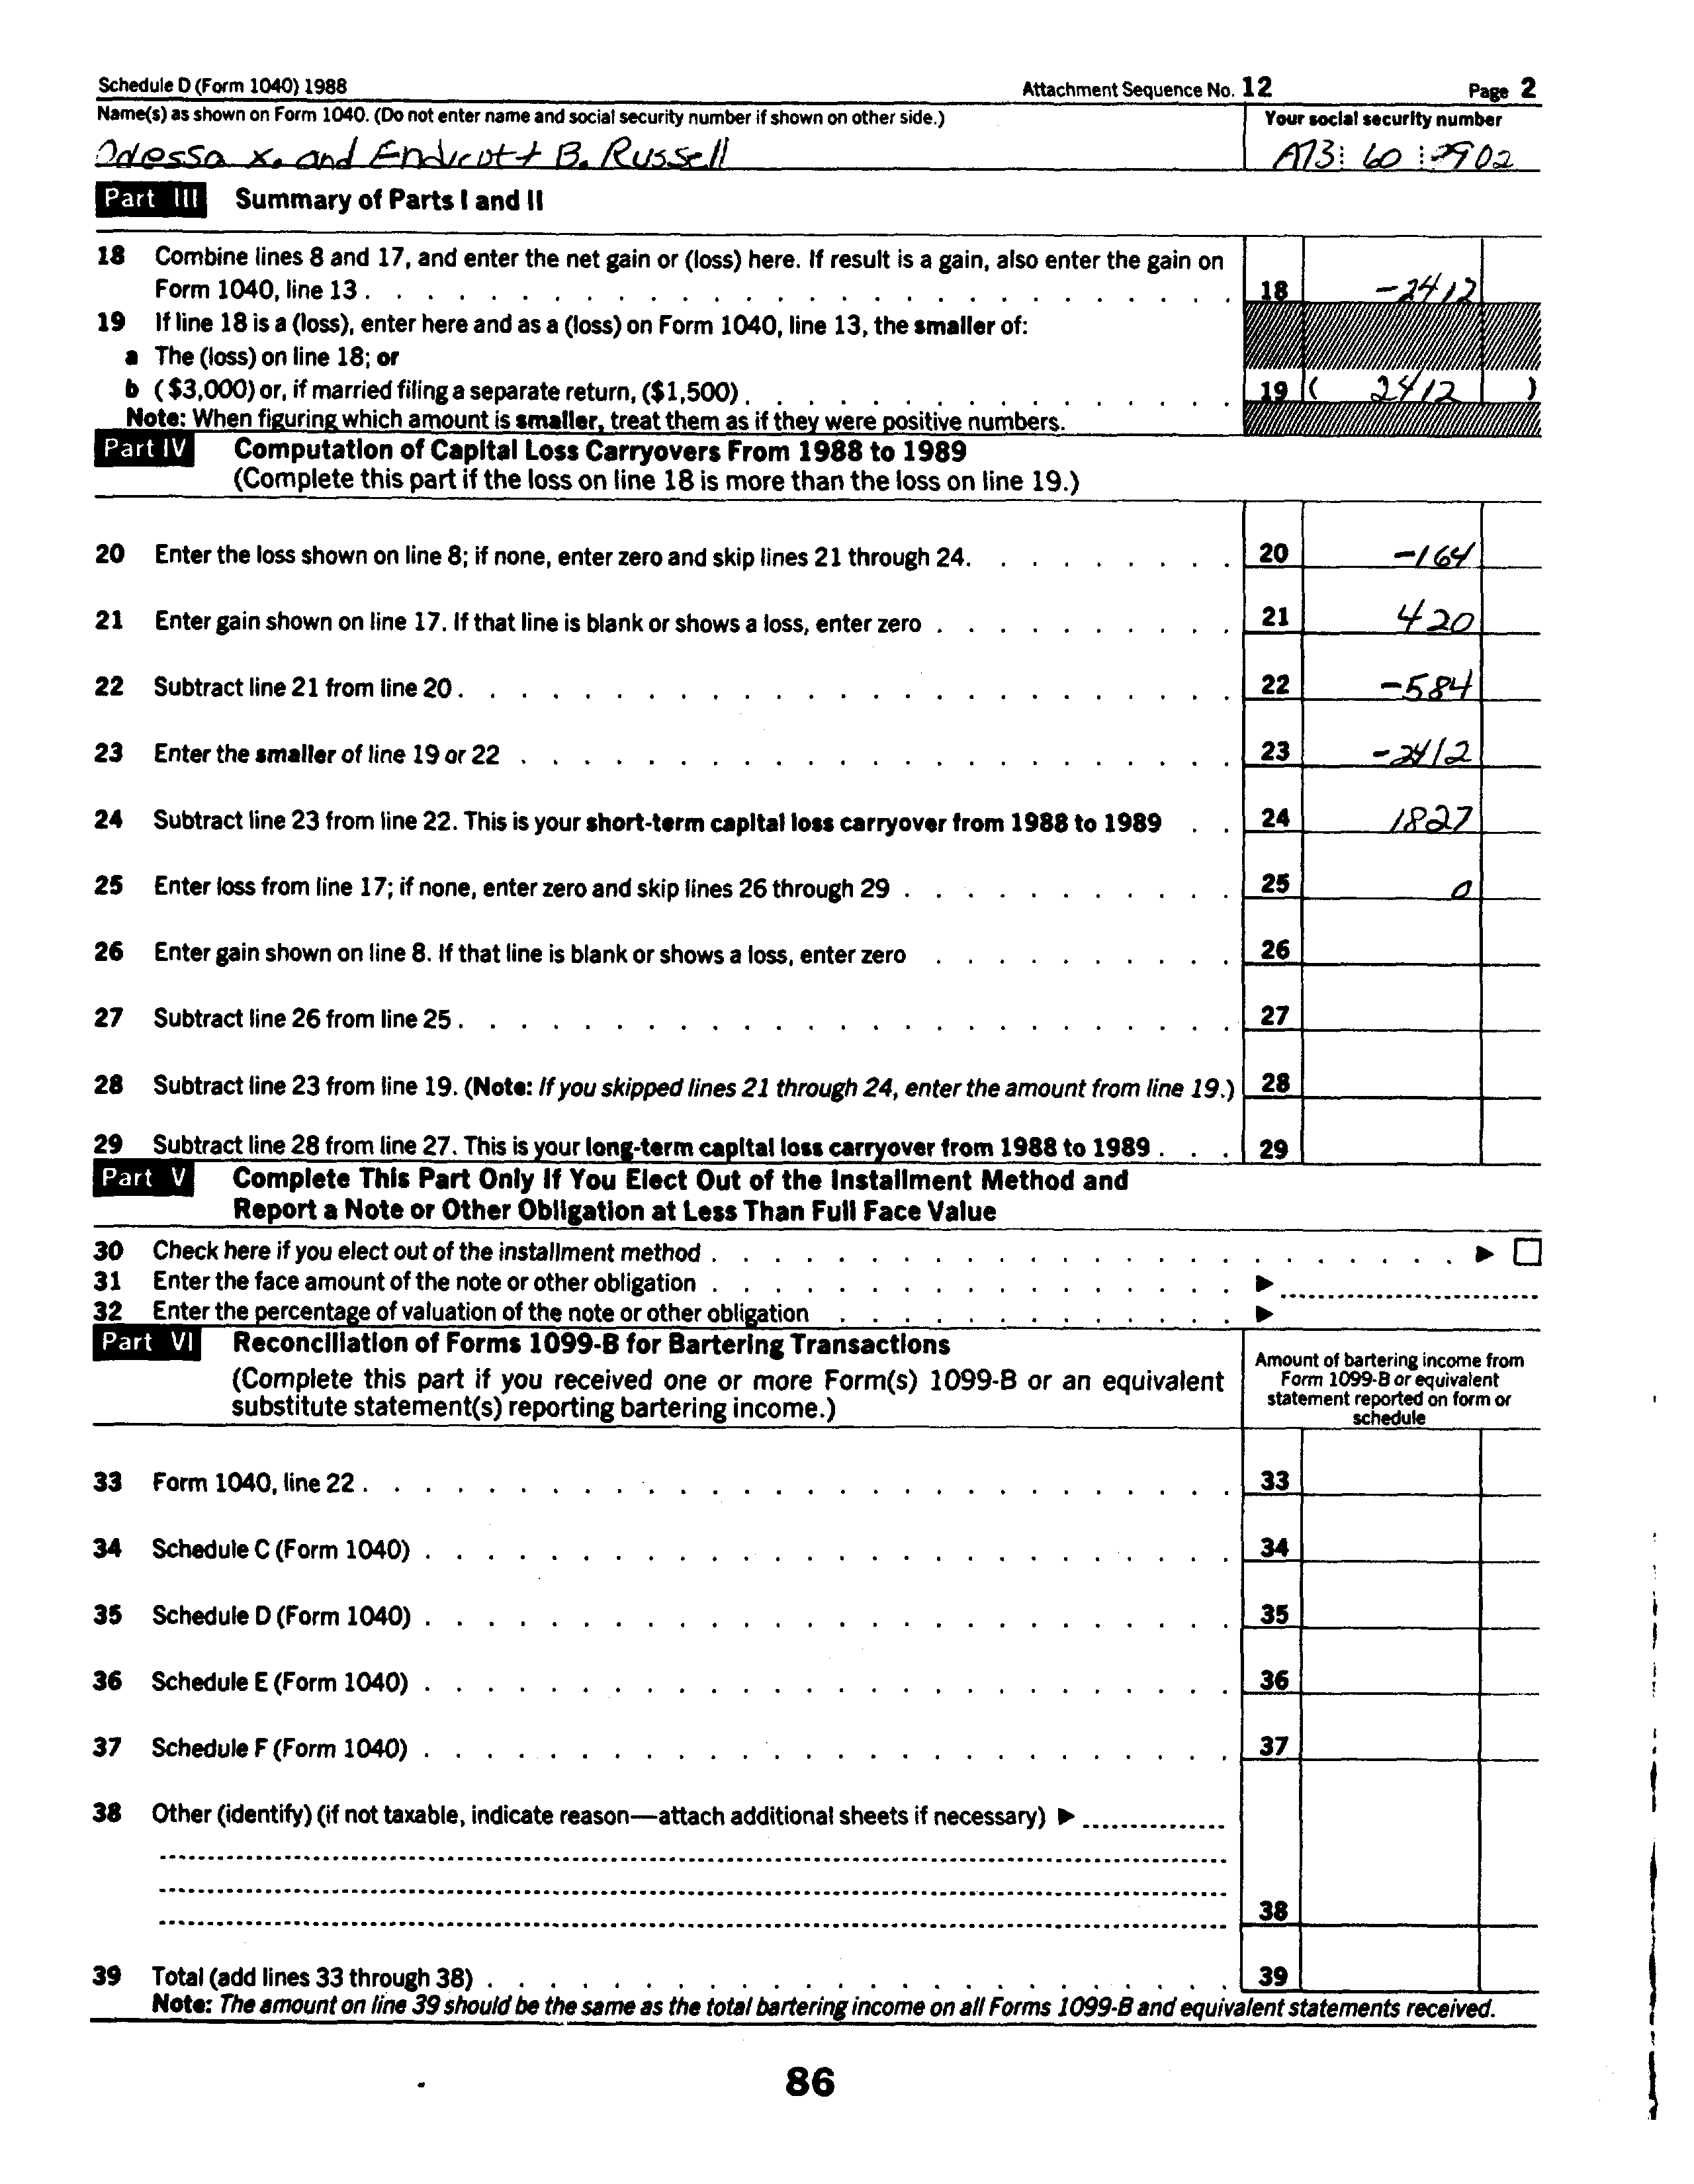 Schedule D (Form 1040) 1988 Attachment Sequence No. 12 Page 2
Name(s) as shown on Form 1040. (Do not enter name and social security number if shown on other side.) Your social security number
Odessa X. and Endicott B. Russell A73 60 2902
Part III Summary of Parts I and II
18 Combine lines 8 and 17, and enter the net gain or (loss) here. If result is a gain, also enter the gain on
Form 1040, line 13 . . . 18 -2412
19 If line 18 is a (loss), enter here and as a (loss) on Form 1040, line 13, the smaller of:
a The (loss) on line 18; or
b ($3,000) or, if married filing a separate return, ($1,500) . . . 19 ( 2412 )
Note: When figuring which amount is smaller, treat them as if they were positive numbers.
Part IV Computation of Capital Loss Carryovers From 1988 to 1989
(Complete this part if the loss on line 18 is more than the loss on line 19.)
20 Enter the loss shown on line 8; if none, enter zero and skip lines 21 through 24 . . . 20 -164
21 Enter gain shown on line 17. If that line is blank or shows a loss, enter zero . . . 21 420
22 Subtract line 21 from line 20 . . . 22 -584
23 Enter the smaller of line 19 or 22 . . . 23 -2412
24 Subtract line 23 from line 22. This is your short-term capital loss carryover from 1988 to 1989 . . 24 1827
25 Enter loss from line 17; if none, enter zero and skip lines 26 through 29 . . . 25 0
26 Enter gain shown on line 8. If that line is blank or shows a loss, enter zero . . . 26
27 Subtract line 26 from line 25 . . . 27
28 Subtract line 23 from line 19. (Note: If you skipped lines 21 through 24, enter the amount from line 19.) 28
29 Subtract line 28 from line 27. This is your long-term capital loss carryover from 1988 to 1989 . . . 29
Part V Complete This Part Only If You Elect Out of the Installment Method and
Report a Note or Other Obligation at Less Than Full Face Value
30 Check here if you elect out of the installment method . . . ▶ ☐
31 Enter the face amount of the note or other obligation . . . ▶
32 Enter the percentage of valuation of the note or other obligation . . . ▶
Part VI Reconciliation of Forms 1099-B for Bartering Transactions
(Complete this part if you received one or more Form(s) 1099-B or an equivalent
substitute statement(s) reporting bartering income.)
Amount of bartering income from
Form 1099-B or equivalent
statement reported on form or
schedule
33 Form 1040, line 22 . . . 33
34 Schedule C (Form 1040) . . . 34
35 Schedule D (Form 1040) . . . 35
36 Schedule E (Form 1040) . . . 36
37 Schedule F (Form 1040) . . . 37
38 Other (identify) (if not taxable, indicate reason—attach additional sheets if necessary) ▶
38
39 Total (add lines 33 through 38) . . . 39
Note: The amount on line 39 should be the same as the total bartering income on all Forms 1099-B and equivalent statements received.
86